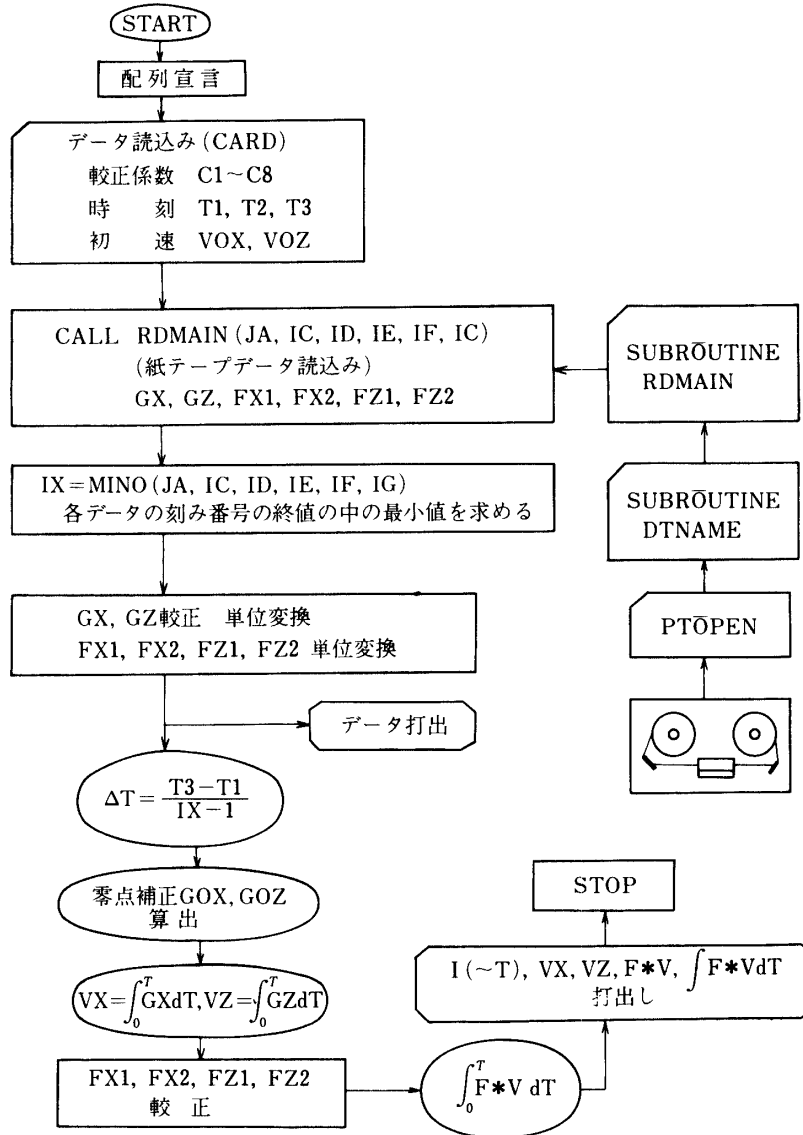 START
配列宣言
データ読込み(CARD)
較正係数 C1~C8
時 刻 T1, T2, T3
初 速 VOX, VOZ
CALL RDMAIN (JA, IC, ID, IE, IF, IC)
(紙テープデータ読込み)
GX, GZ, FX1, FX2, FZ1, FZ2
SUBRŌUTINE
RDMAIN
IX=MINO(JA, IC, ID, IE, IF, IG)
各データの刻み番号の終値の中の最小値を求める
SUBRŌUTINE
DTNAME
GX, GZ較正 単位変換
FX1, FX2, FZ1, FZ2 単位変換
PTŌPEN
データ打出
ΔT=T3-T1/IX-1
零点補正GOX, GOZ
算出
VX=∫₀ᵀGXdT, VZ=∫₀ᵀGZdT
FX1, FX2, FZ1, FZ2
較 正
∫₀ᵀF*V dT
I(~T), VX, VZ, F*V, ∫F*VdT
打出し
STOP